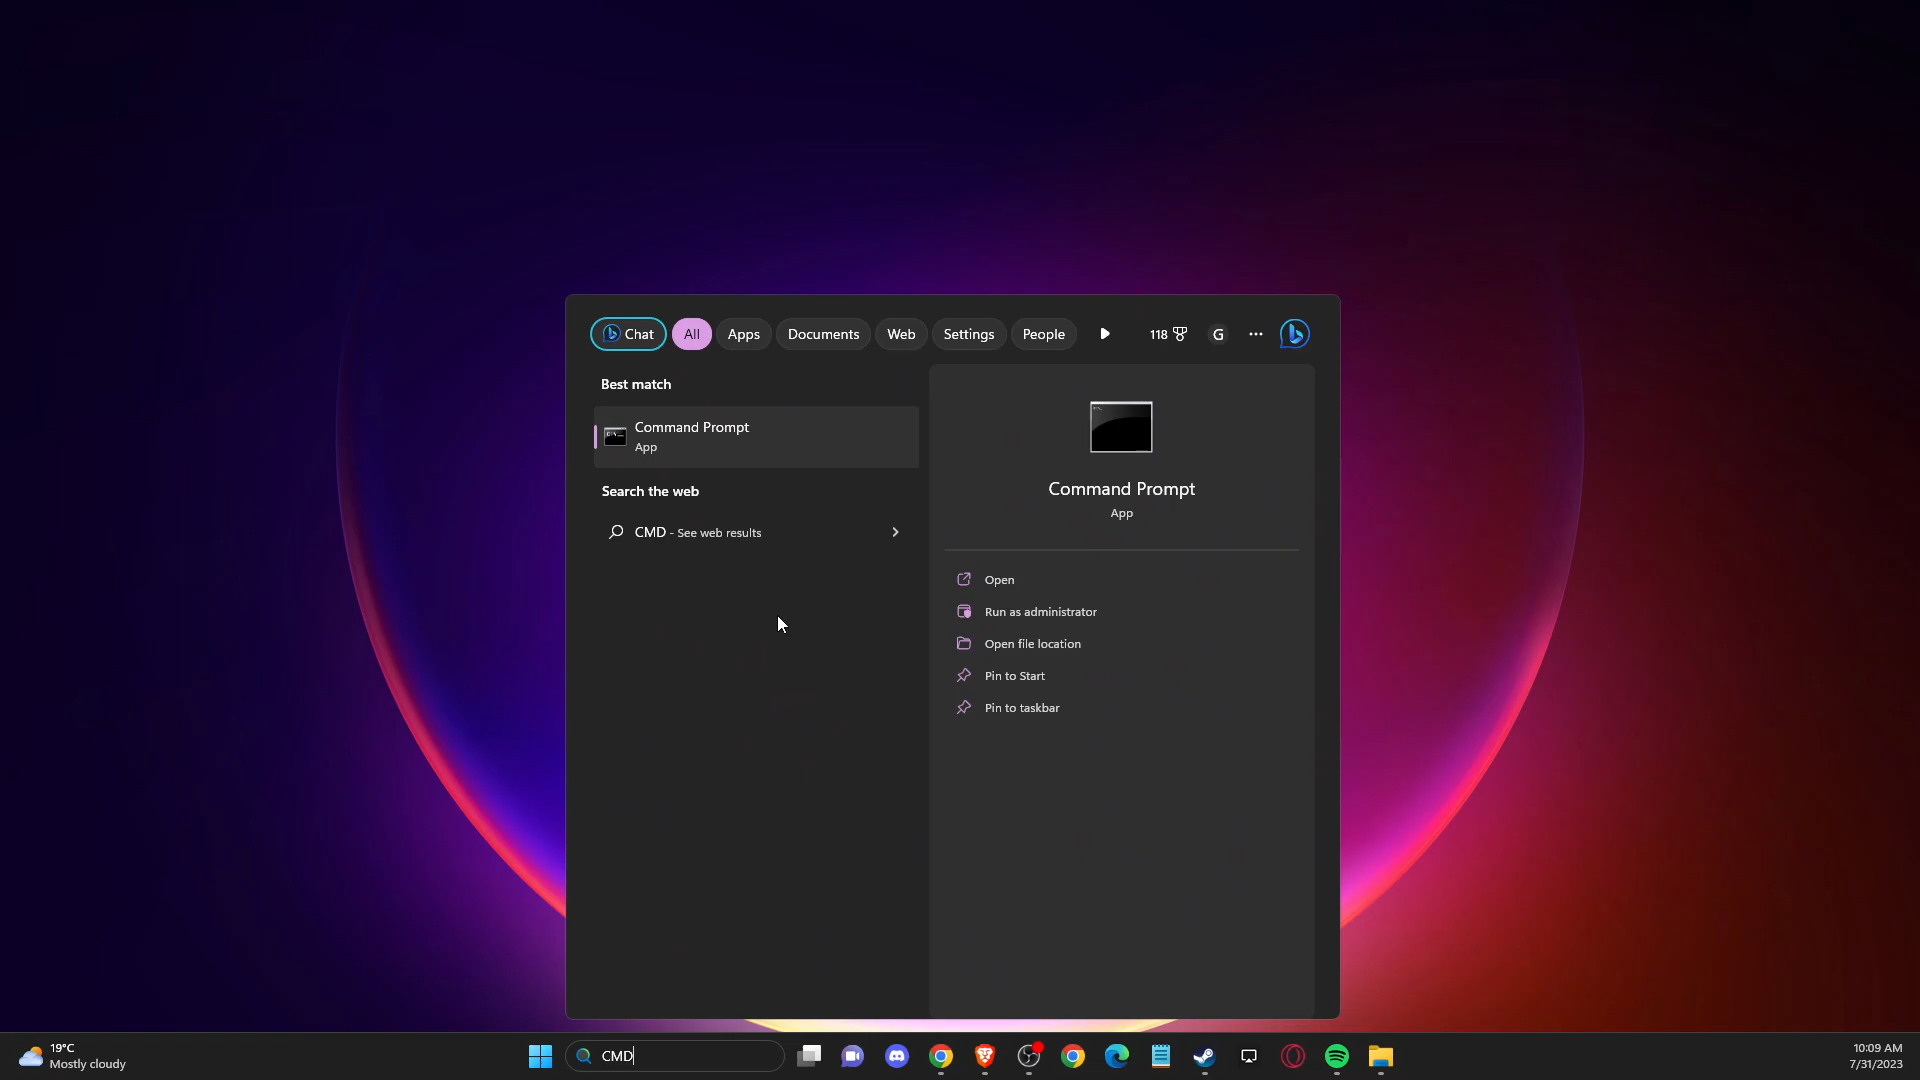 Chat All Apps Documents Web Settings People 118 G
Best match
Command Prompt
App
Search the web
CMD - See web results
Command Prompt
App
Open
Run as administrator
Open file location
Pin to Start
Pin to taskbar
19°C
Mostly cloudy
CMD
10:09 AM
7/31/2023